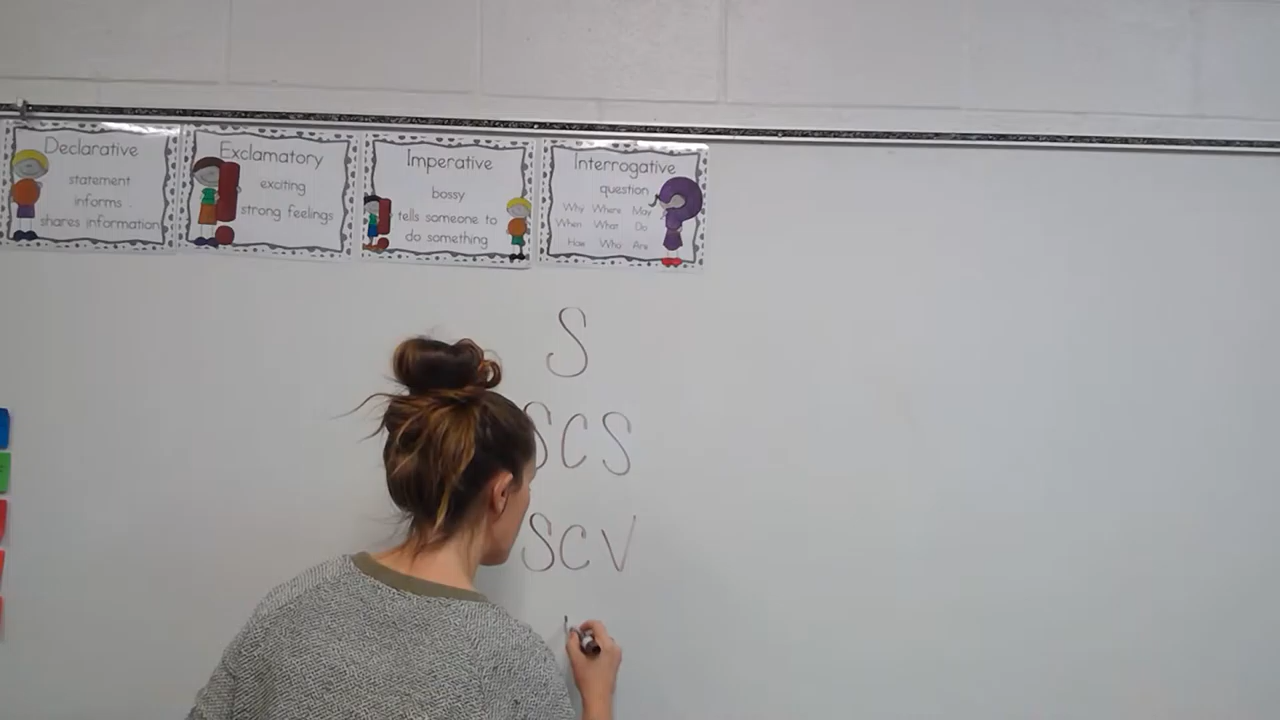 Declarative
statement
informs
shares information
Exclamatory
exciting
strong feelings
Imperative
bossy
tells someone to
do something
Interrogative
question
Why Where May
When What Do
How Who Are
S
SCS
SCV